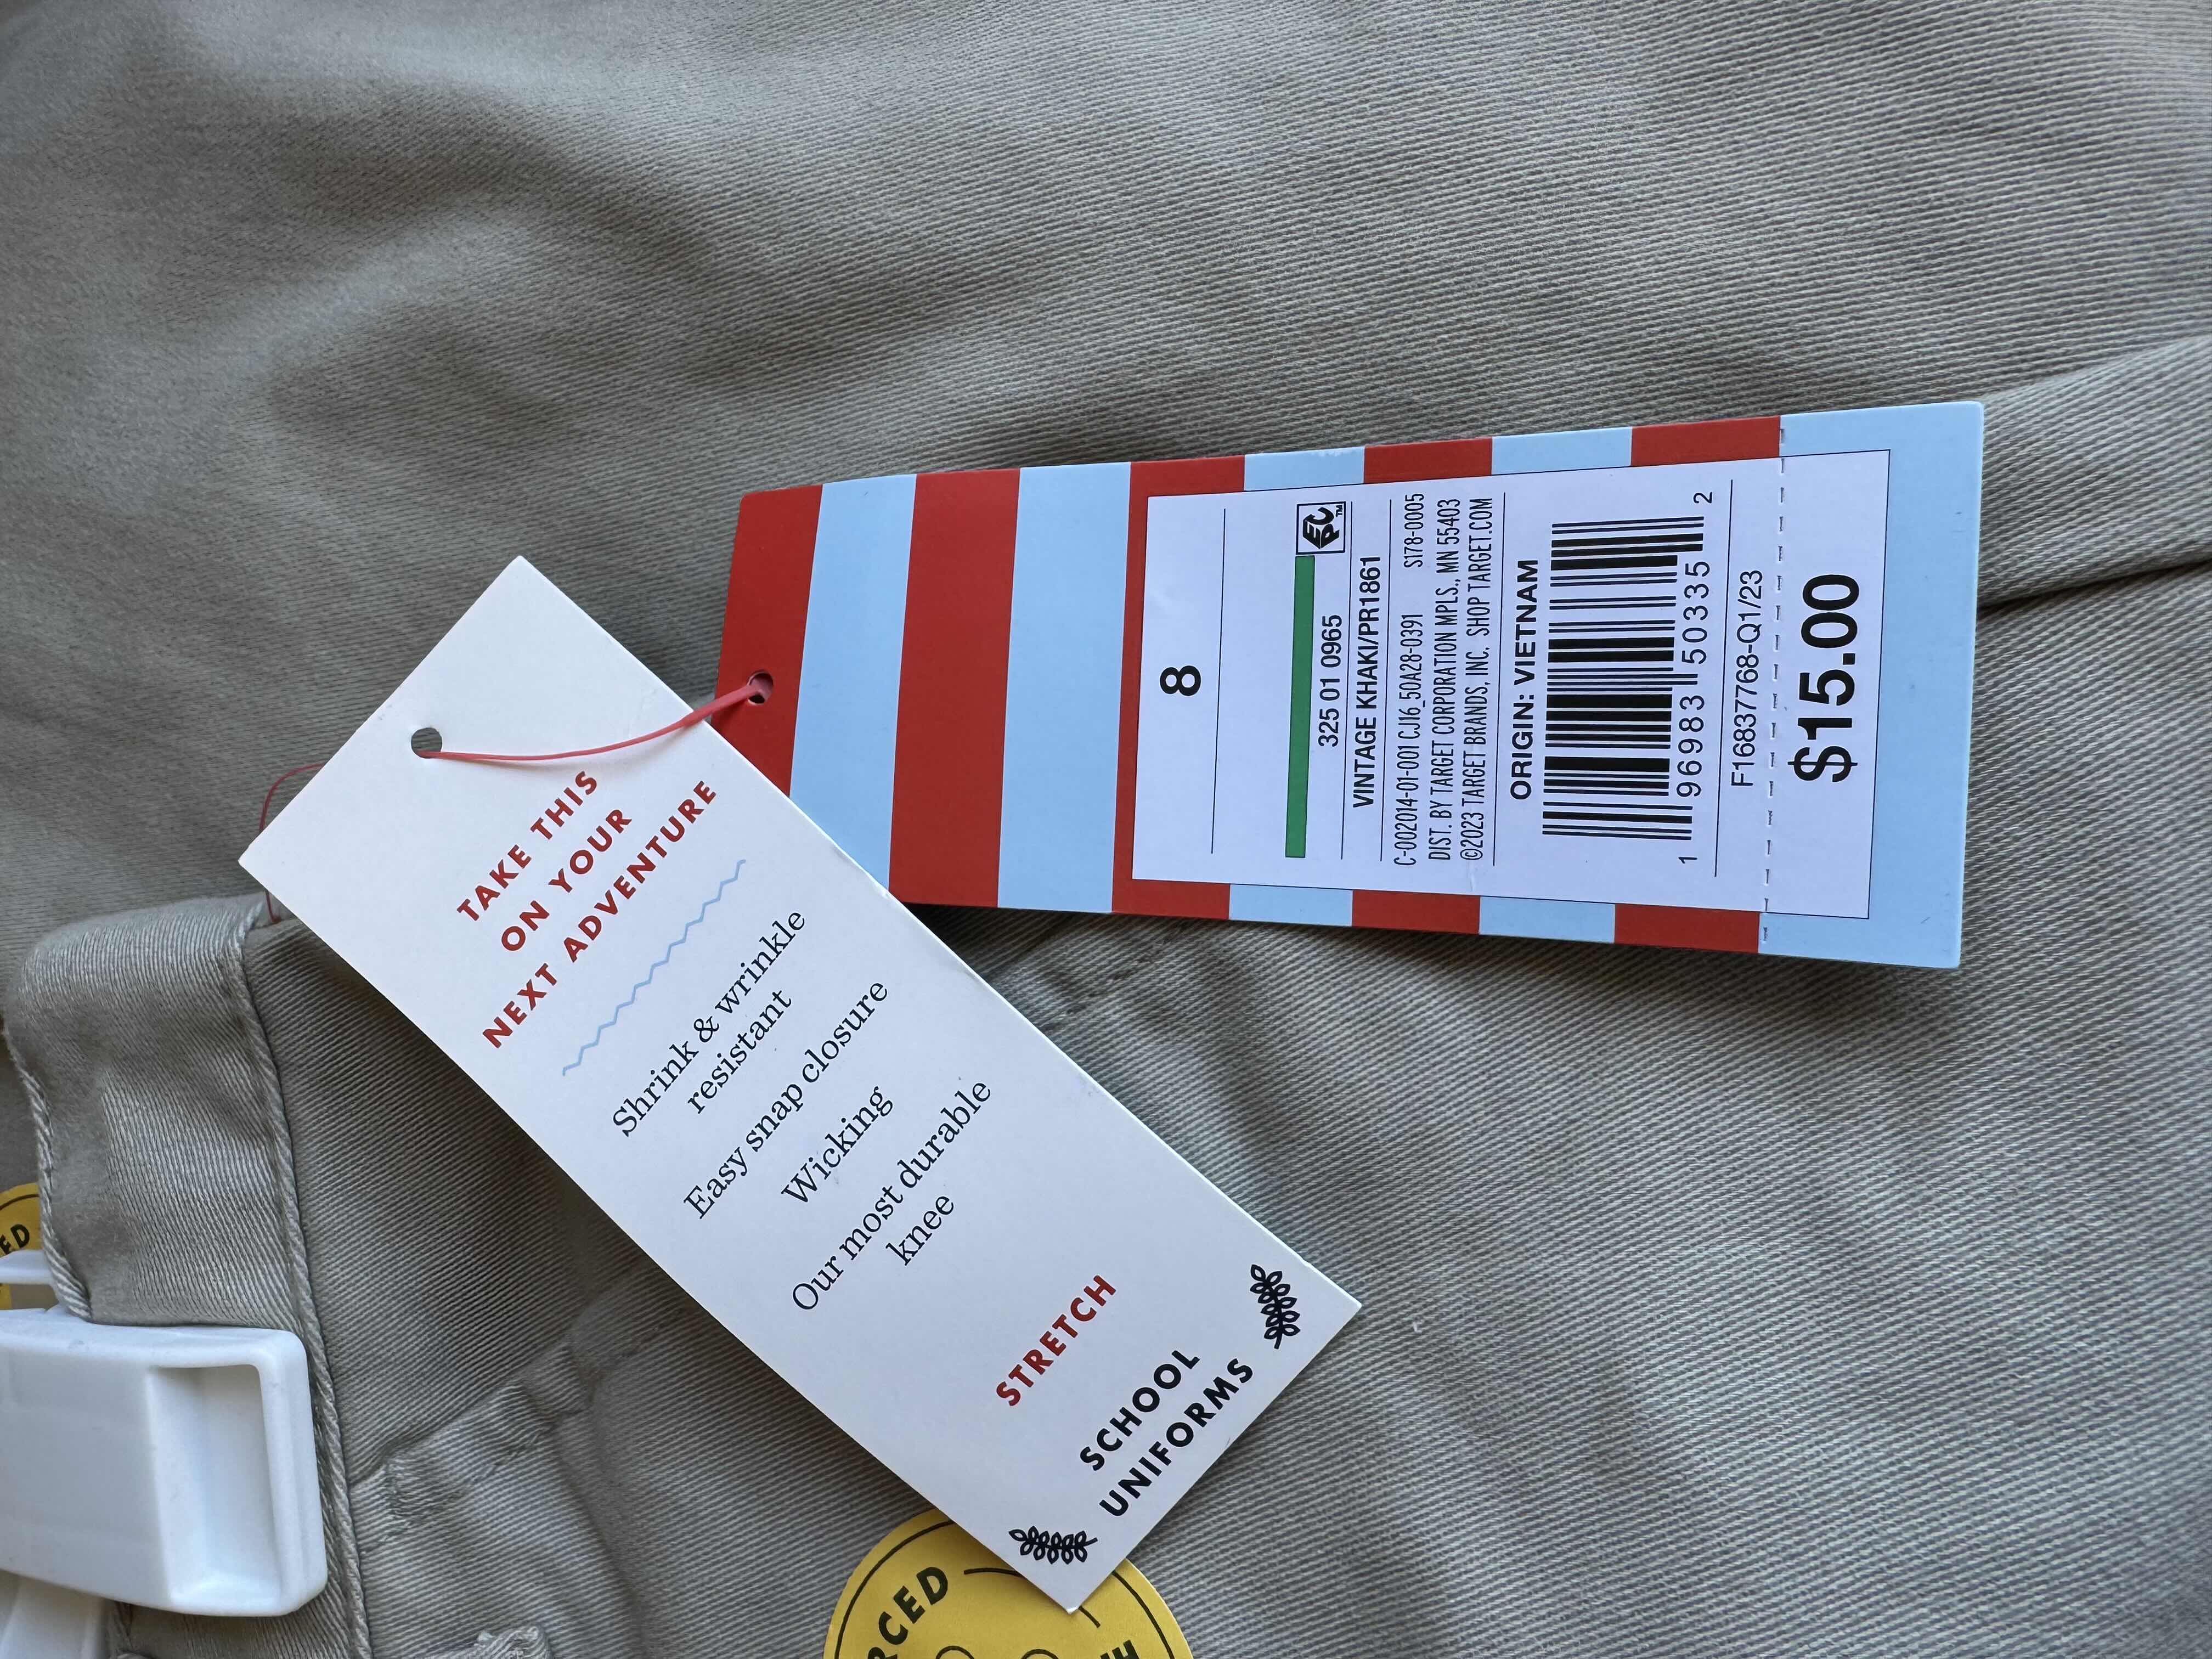 TAKE THIS
ON YOUR
NEXT ADVENTURE
Shrink & wrinkle
resistant
Easy snap closure
Wicking
Our most durable
knee
STRETCH
SCHOOL
UNIFORMS
8
325 01 0965
VINTAGE KHAKI/PR1861
C-002014-01-001 CJ16_50A28-0391 S178-0005
DIST. BY TARGET CORPORATION MPLS., MN 55403
©2023 TARGET BRANDS, INC. SHOP TARGET.COM
ORIGIN: VIETNAM
1 96983 50335 2
F16837768-Q1/23
$15.00